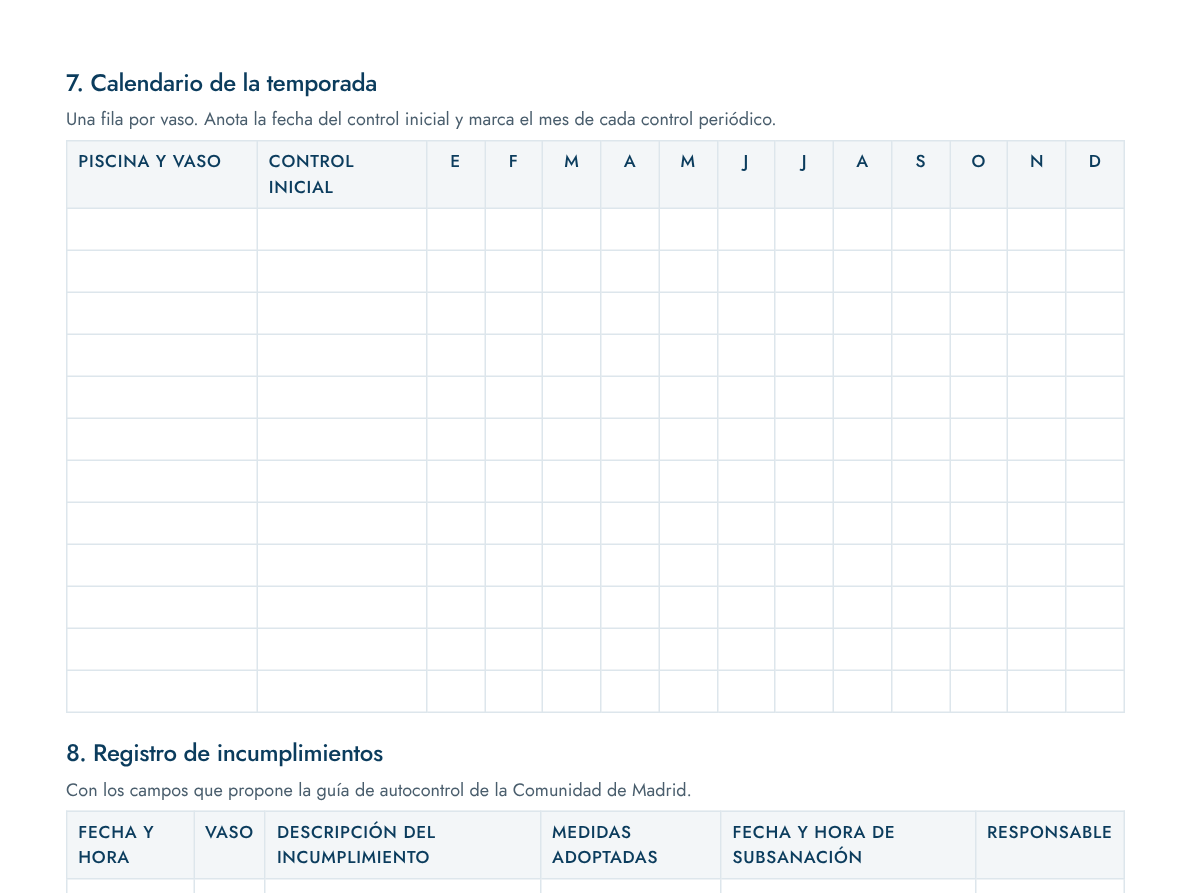 7. Calendario de la temporada
Una fila por vaso. Anota la fecha del control inicial y marca el mes de cada control periódico.
PISCINA Y VASO CONTROL INICIAL E F M A M J J A S O N D
8. Registro de incumplimientos
Con los campos que propone la guía de autocontrol de la Comunidad de Madrid.
FECHA Y HORA VASO DESCRIPCIÓN DEL INCUMPLIMIENTO MEDIDAS ADOPTADAS FECHA Y HORA DE SUBSANACIÓN RESPONSABLE